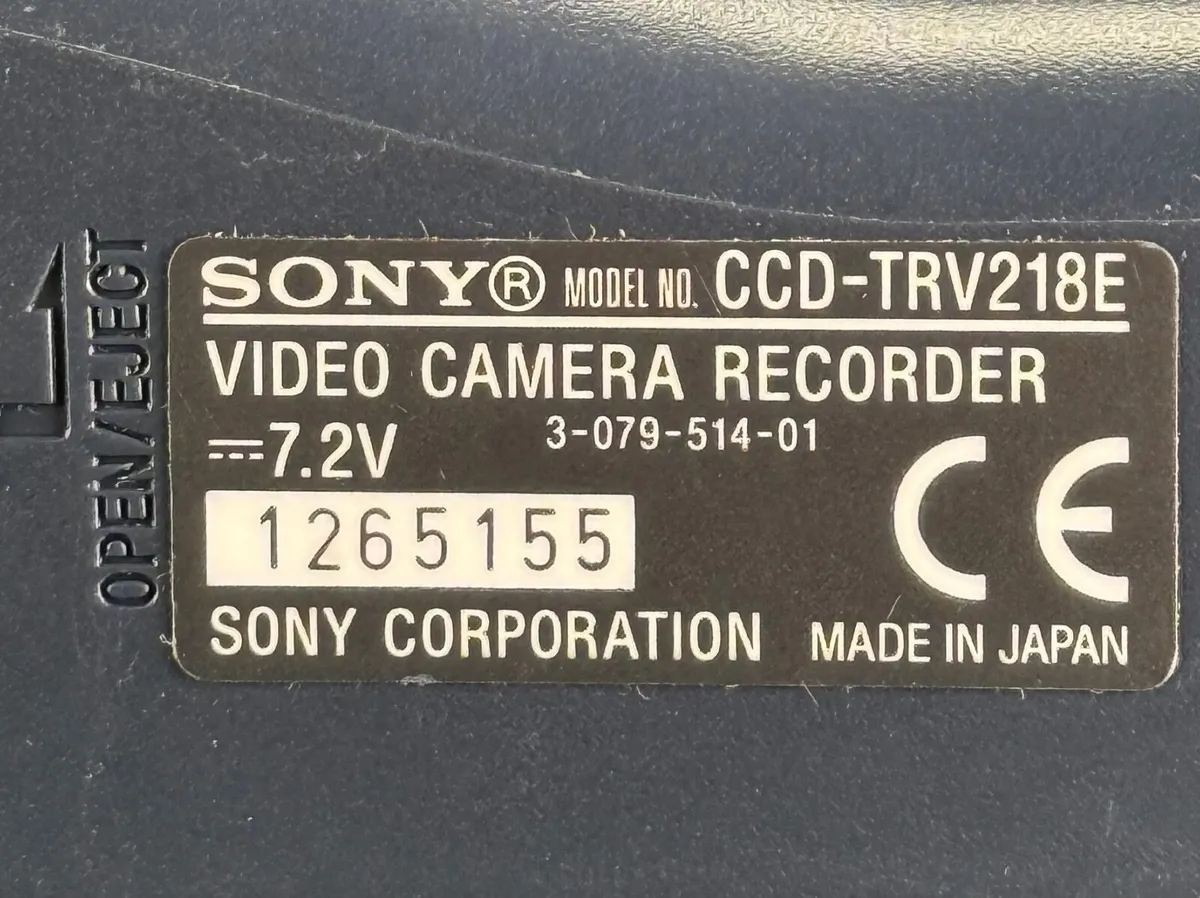 SONY® MODEL NO. CCD-TRV218E
VIDEO CAMERA RECORDER
⎓7.2V 3-079-514-01
1265155
CE
SONY CORPORATION MADE IN JAPAN
OPEN/EJECT